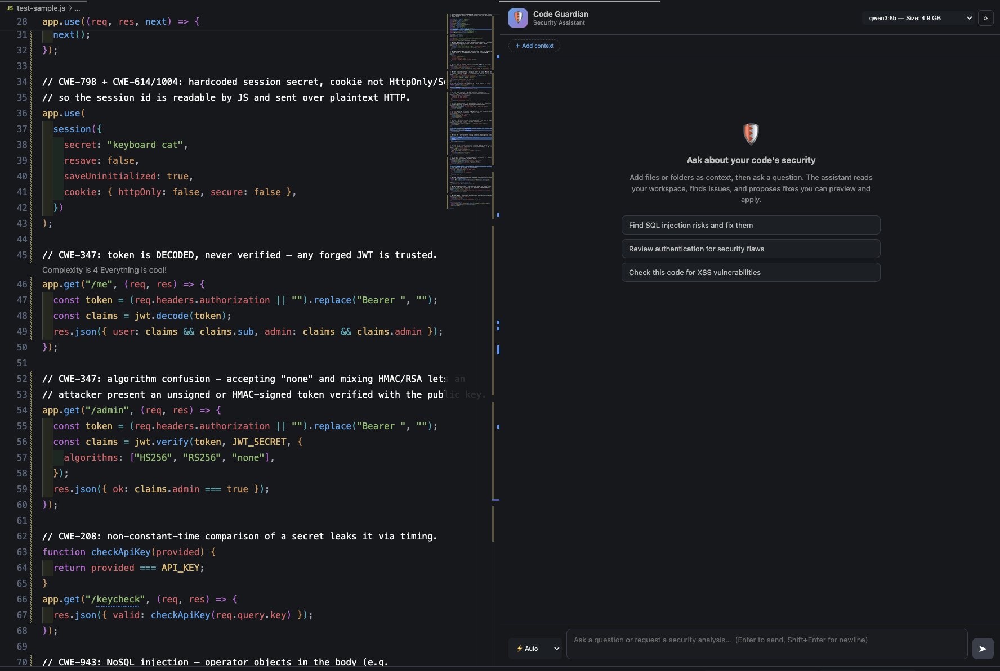 JS test-sample.js > ...
28 app.use((req, res, next) => {
31 next();
32 });
33
34 // CWE-798 + CWE-614/1004: hardcoded session secret, cookie not HttpOnly/Se
35 // so the session id is readable by JS and sent over plaintext HTTP.
36 app.use(
37 session({
38 secret: "keyboard cat",
39 resave: false,
40 saveUninitialized: true,
41 cookie: { httpOnly: false, secure: false },
42 })
43 );
44
45 // CWE-347: token is DECODED, never verified — any forged JWT is trusted.
Complexity is 4 Everything is cool!
46 app.get("/me", (req, res) => {
47 const token = (req.headers.authorization || "").replace("Bearer ", "");
48 const claims = jwt.decode(token);
49 res.json({ user: claims && claims.sub, admin: claims && claims.admin });
50 });
51
52 // CWE-347: algorithm confusion — accepting "none" and mixing HMAC/RSA lets an
53 // attacker present an unsigned or HMAC-signed token verified with the public key.
54 app.get("/admin", (req, res) => {
55 const token = (req.headers.authorization || "").replace("Bearer ", "");
56 const claims = jwt.verify(token, JWT_SECRET, {
57 algorithms: ["HS256", "RS256", "none"],
58 });
59 res.json({ ok: claims.admin === true });
60 });
61
62 // CWE-208: non-constant-time comparison of a secret leaks it via timing.
63 function checkApiKey(provided) {
64 return provided === API_KEY;
65 }
66 app.get("/keycheck", (req, res) => {
67 res.json({ valid: checkApiKey(req.query.key) });
68 });
69
70 // CWE-943: NoSQL injection — operator objects in the body (e.g.
Code Guardian
Security Assistant
qwen3:8b — Size: 4.9 GB
+ Add context
Ask about your code's security
Add files or folders as context, then ask a question. The assistant reads
your workspace, finds issues, and proposes fixes you can preview and
apply.
Find SQL injection risks and fix them
Review authentication for security flaws
Check this code for XSS vulnerabilities
⚡ Auto
Ask a question or request a security analysis... (Enter to send, Shift+Enter for newline)